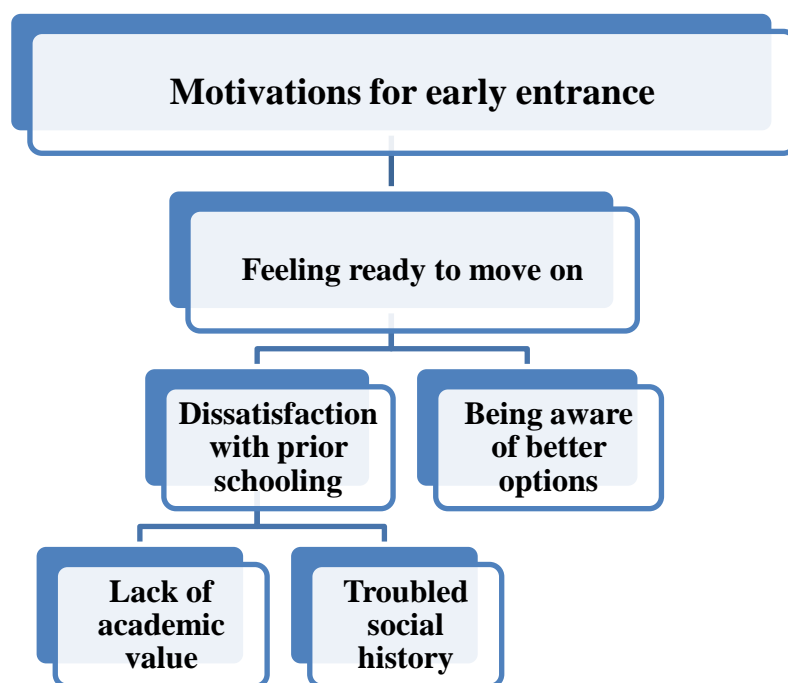 Motivations for early entrance
Feeling ready to move on
Dissatisfaction
with prior
schooling
Being aware
of better
options
Lack of
academic
value
Troubled
social
history